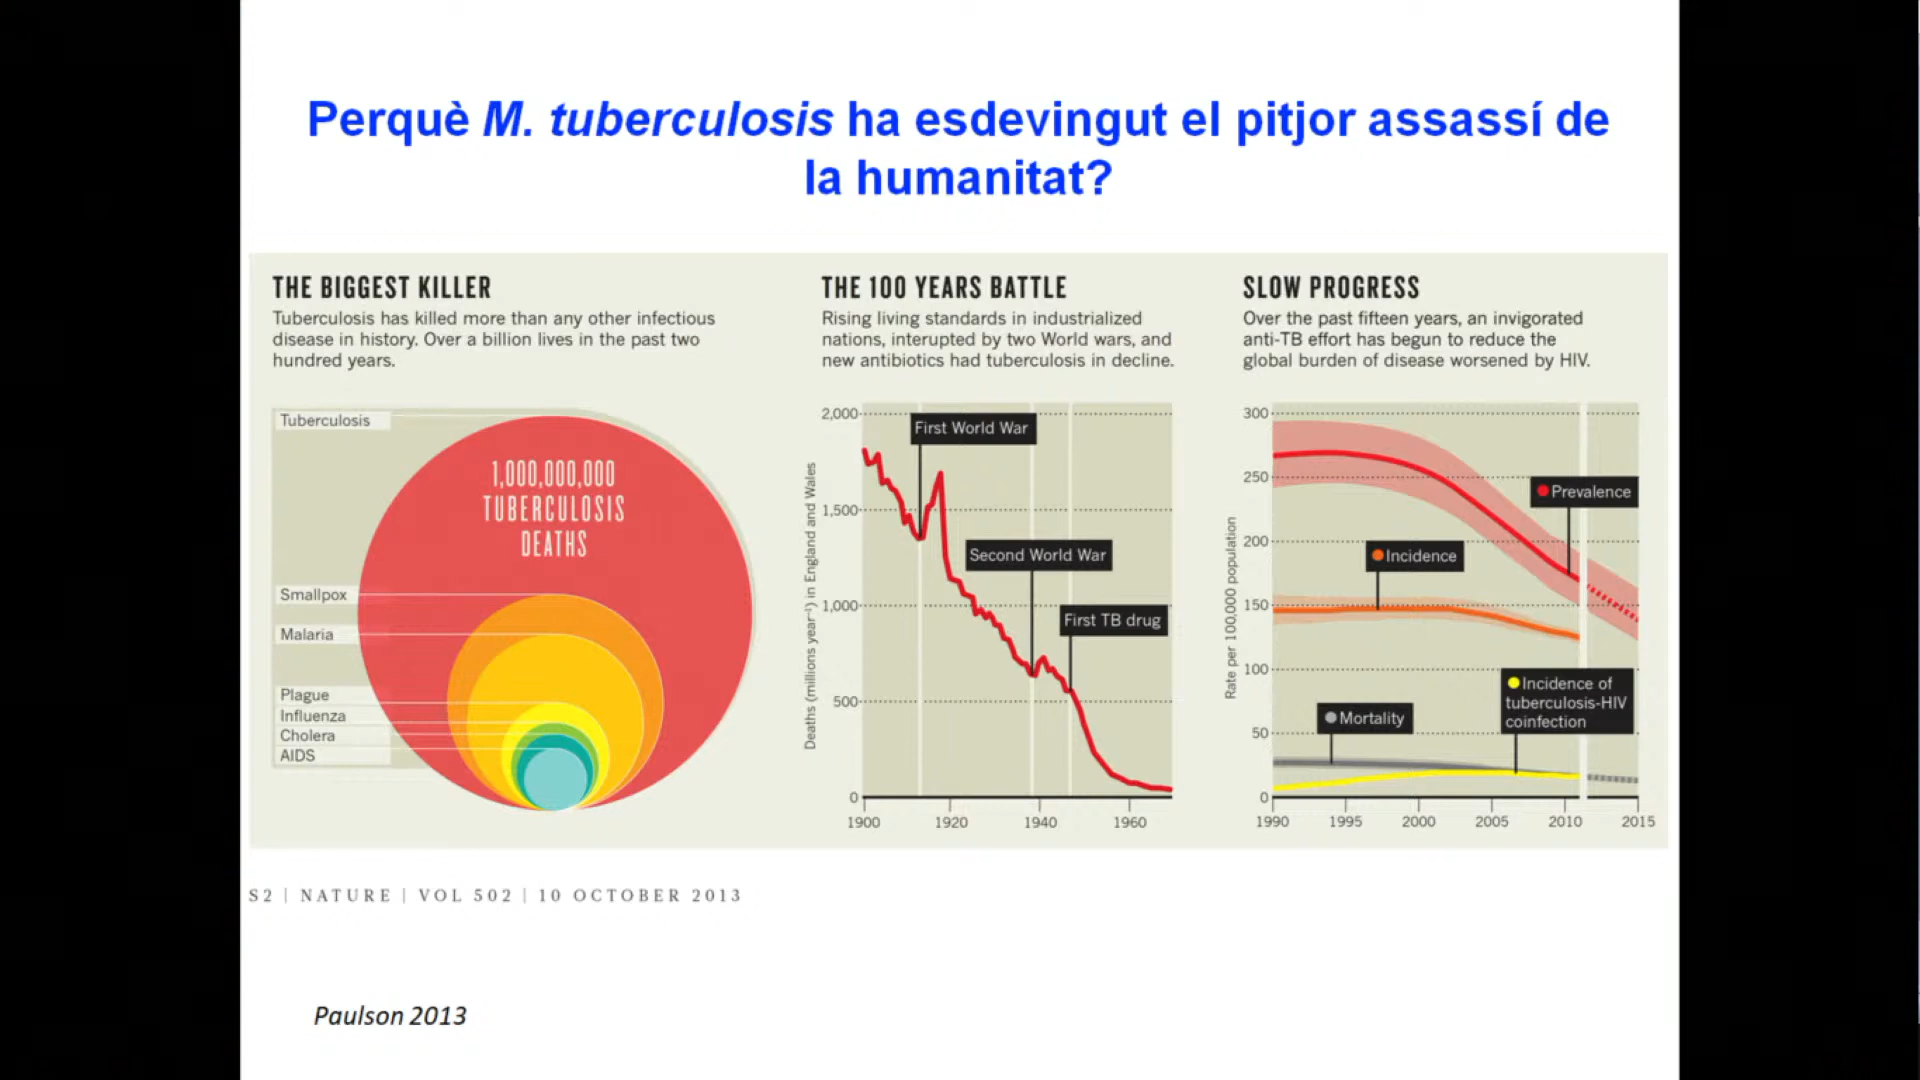 Perquè M. tuberculosis ha esdevingut el pitjor assassí de
la humanitat?
THE BIGGEST KILLER
Tuberculosis has killed more than any other infectious
disease in history. Over a billion lives in the past two
hundred years.
Tuberculosis
1,000,000,000
TUBERCULOSIS
DEATHS
Smallpox
Malaria
Plague
Influenza
Cholera
AIDS
THE 100 YEARS BATTLE
Rising living standards in industrialized
nations, interupted by two World wars, and
new antibiotics had tuberculosis in decline.
Deaths (millions year⁻¹) in England and Wales
2,000
1,500
1,000
500
0
First World War
Second World War
First TB drug
1900
1920
1940
1960
SLOW PROGRESS
Over the past fifteen years, an invigorated
anti-TB effort has begun to reduce the
global burden of disease worsened by HIV.
Rate per 100,000 population
300
250
200
150
100
50
0
Prevalence
Incidence
Mortality
Incidence of
tuberculosis-HIV
coinfection
1990
1995
2000
2005
2010
2015
S2 | NATURE | VOL 502 | 10 OCTOBER 2013
Paulson 2013